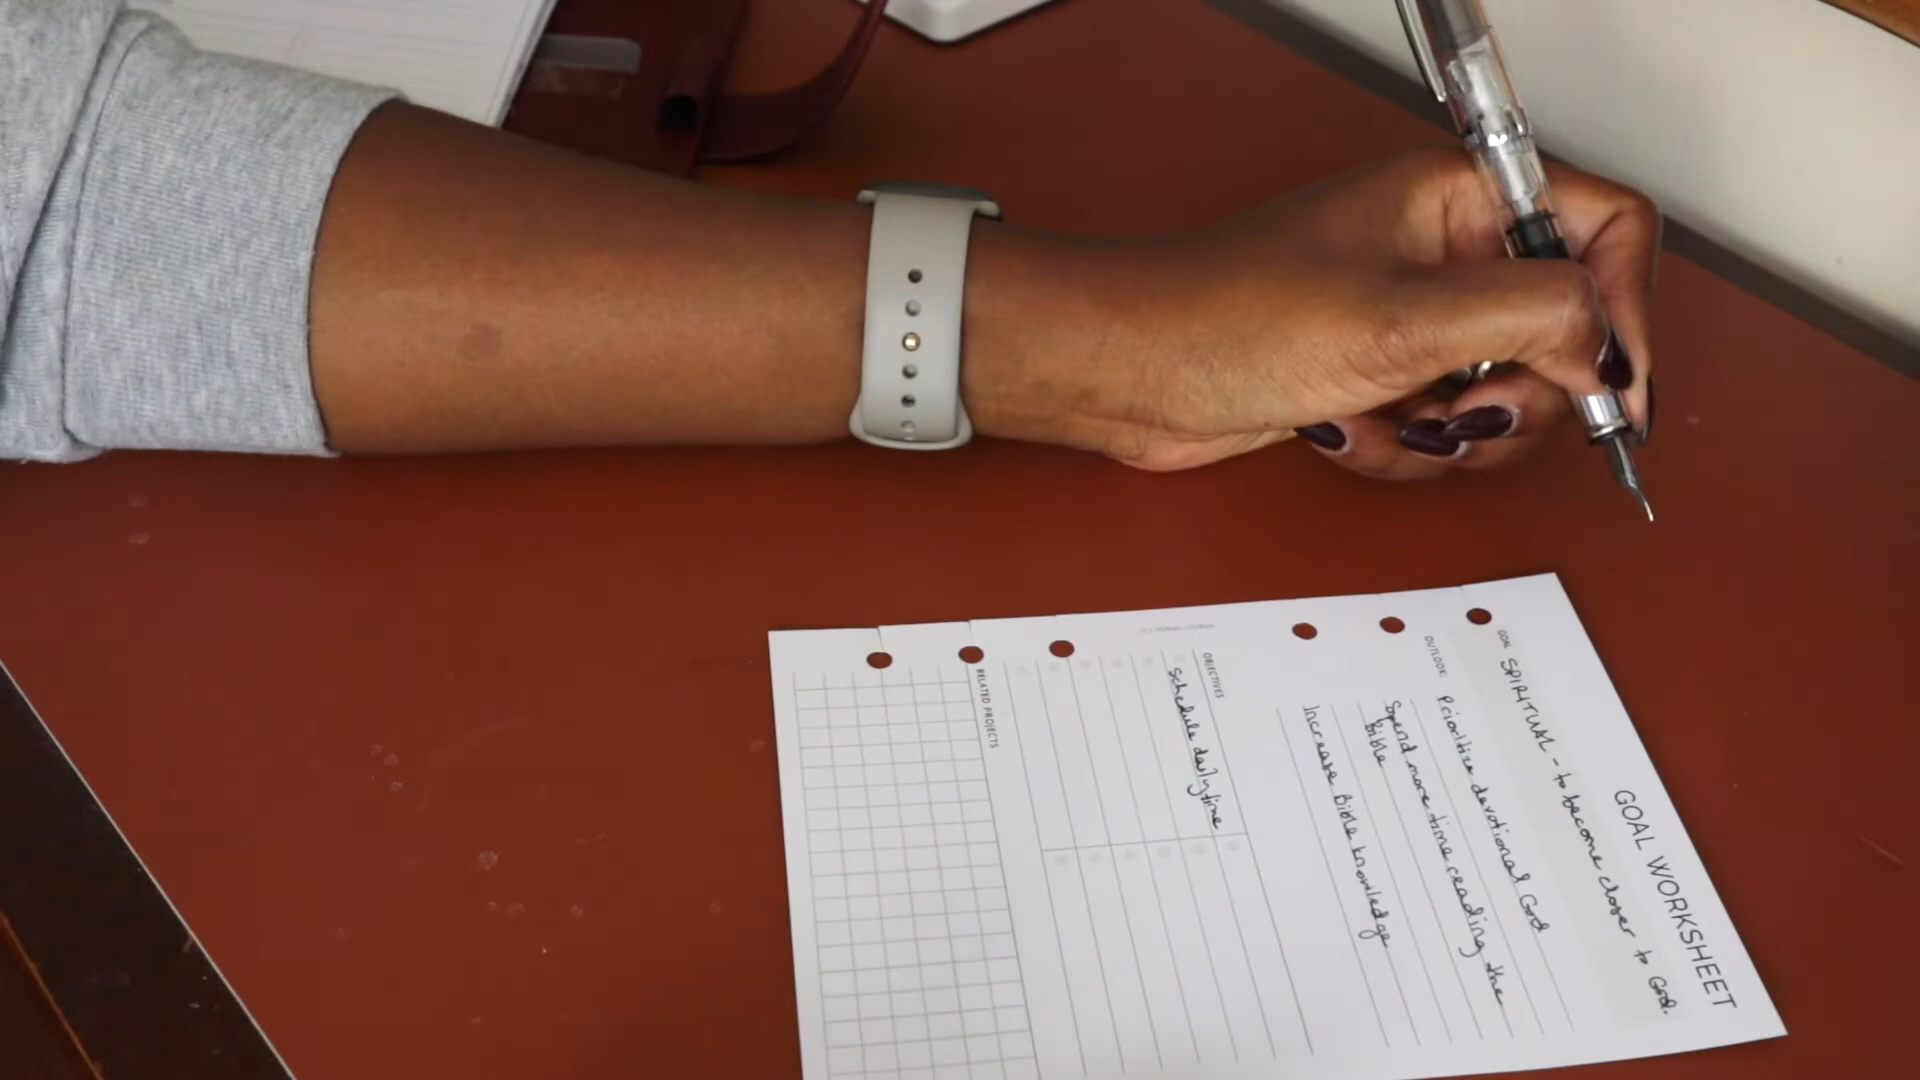 GOAL WORKSHEET
GOAL: SPIRITUAL - to become closer to God.
OUTLOOK: Prioritize devotional God
Spend more time reading the
Bible
Increase Bible knowledge
OBJECTIVES
Schedule daily time
RELATED PROJECTS